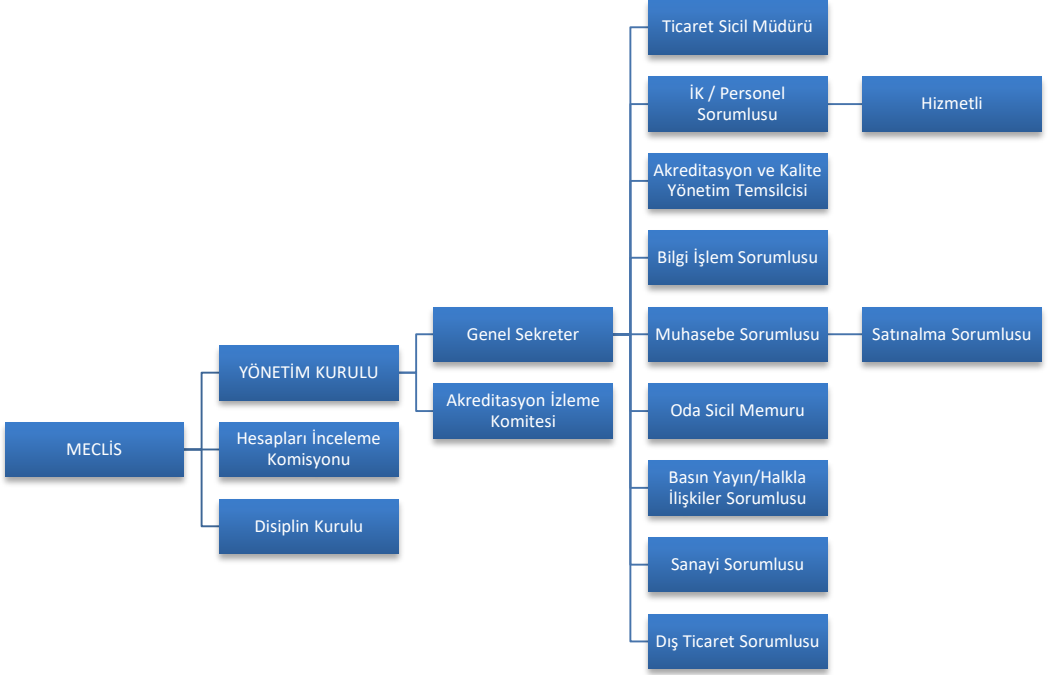 MECLİS
YÖNETİM KURULU
Hesapları İnceleme
Komisyonu
Disiplin Kurulu
Genel Sekreter
Akreditasyon İzleme
Komitesi
Ticaret Sicil Müdürü
İK / Personel
Sorumlusu
Hizmetli
Akreditasyon ve Kalite
Yönetim Temsilcisi
Bilgi İşlem Sorumlusu
Muhasebe Sorumlusu
Satınalma Sorumlusu
Oda Sicil Memuru
Basın Yayın/Halkla
İlişkiler Sorumlusu
Sanayi Sorumlusu
Dış Ticaret Sorumlusu